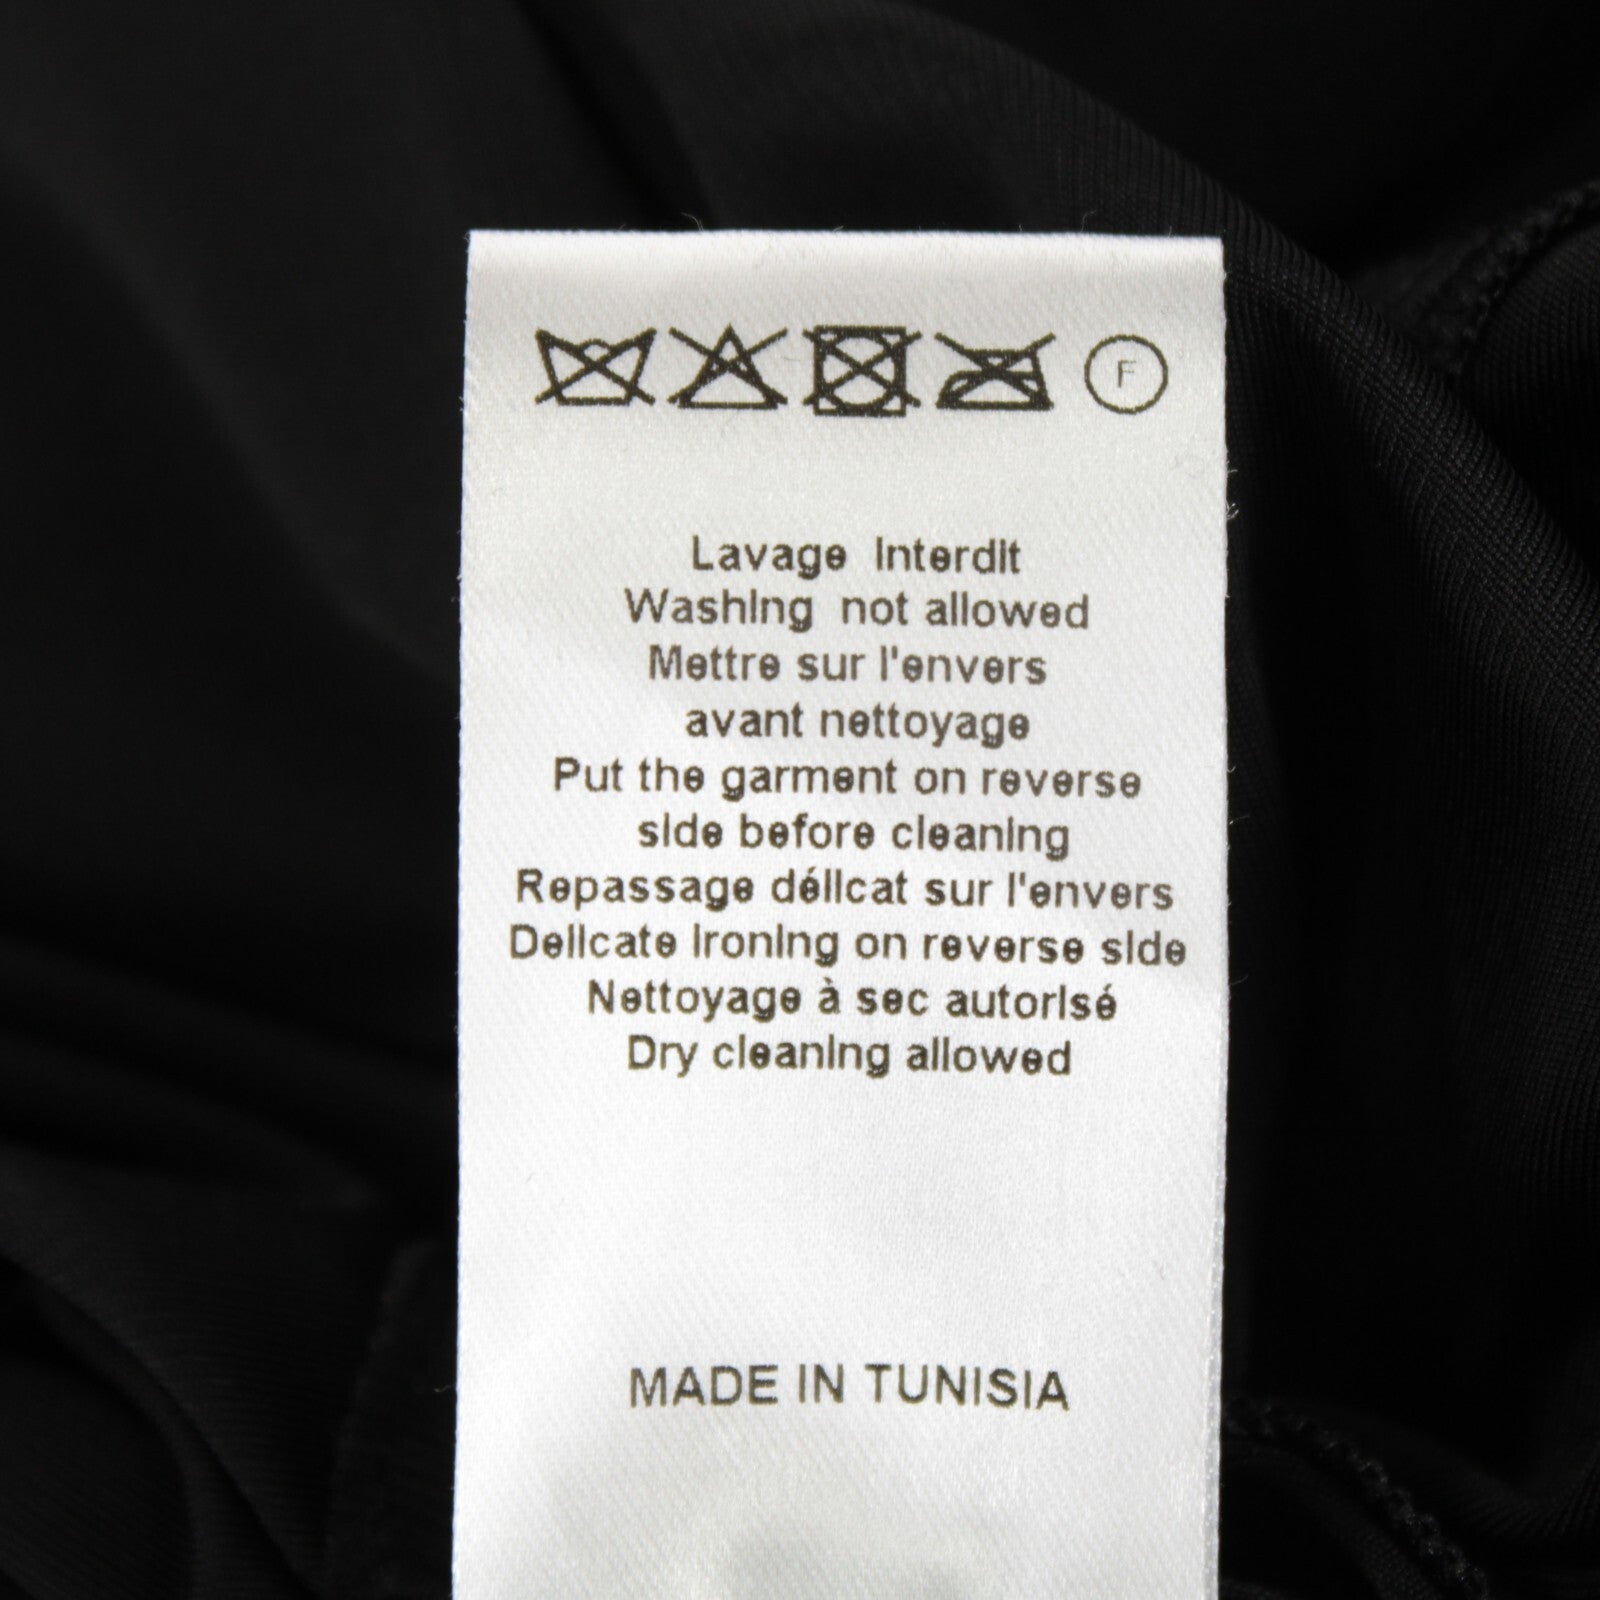 F
Lavage Interdit
Washing not allowed
Mettre sur l'envers
avant nettoyage
Put the garment on reverse
side before cleaning
Repassage délicat sur l'envers
Delicate ironing on reverse side
Nettoyage à sec autorisé
Dry cleaning allowed
MADE IN TUNISIA